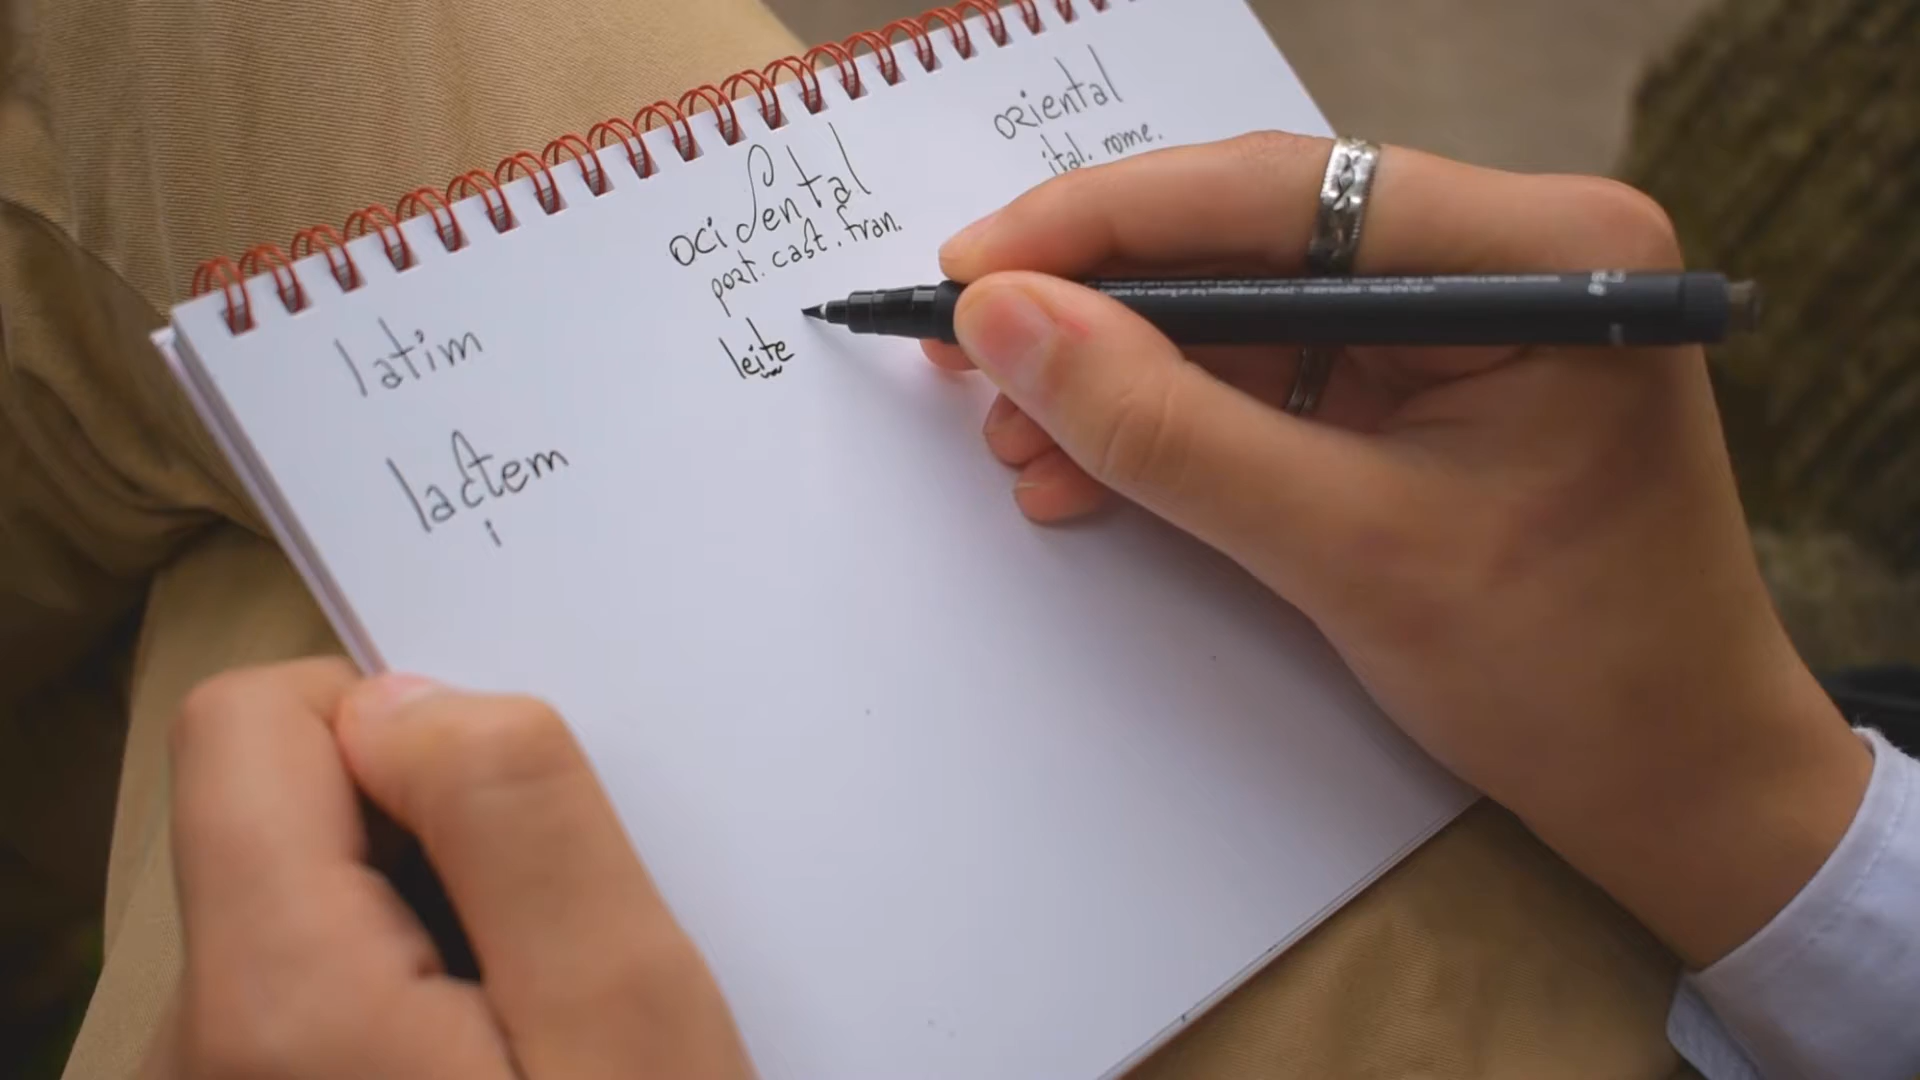 oriental
ital. rome.
ocidental
port. cast. fran.
latim
leite
lactem
i